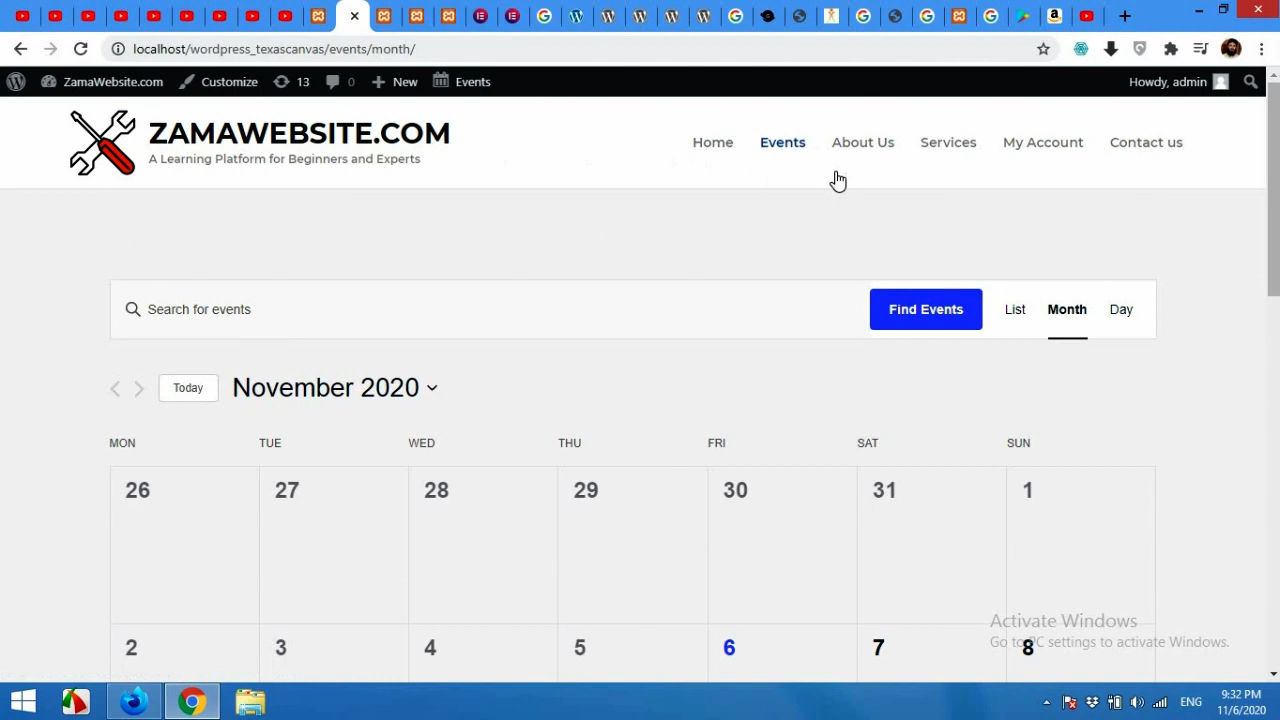 localhost/wordpress_texascanvas/events/month/
ZamaWebsite.com Customize 13 0 New Events Howdy, admin
ZAMAWEBSITE.COM
A Learning Platform for Beginners and Experts
Home Events About Us Services My Account Contact us
Search for events Find Events List Month Day
Today November 2020
MON TUE WED THU FRI SAT SUN
26 27 28 29 30 31 1
2 3 4 5 6 7 8
Activate Windows
Go to PC settings to activate Windows.
ENG 9:32 PM
11/6/2020